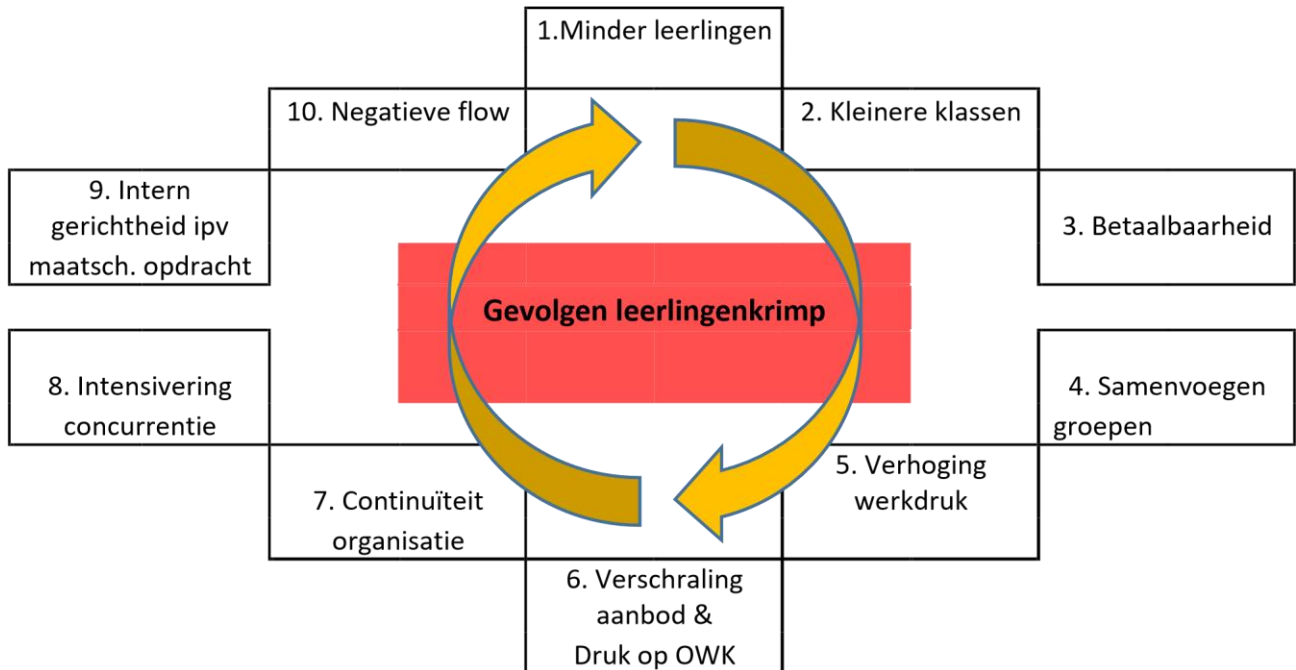 1.Minder leerlingen
10. Negatieve flow
2. Kleinere klassen
9. Intern
gerichtheid ipv
maatsch. opdracht
3. Betaalbaarheid
Gevolgen leerlingenkrimp
8. Intensivering
concurrentie
4. Samenvoegen
groepen
5. Verhoging
werkdruk
7. Continuïteit
organisatie
6. Verschraling
aanbod &
Druk op OWK